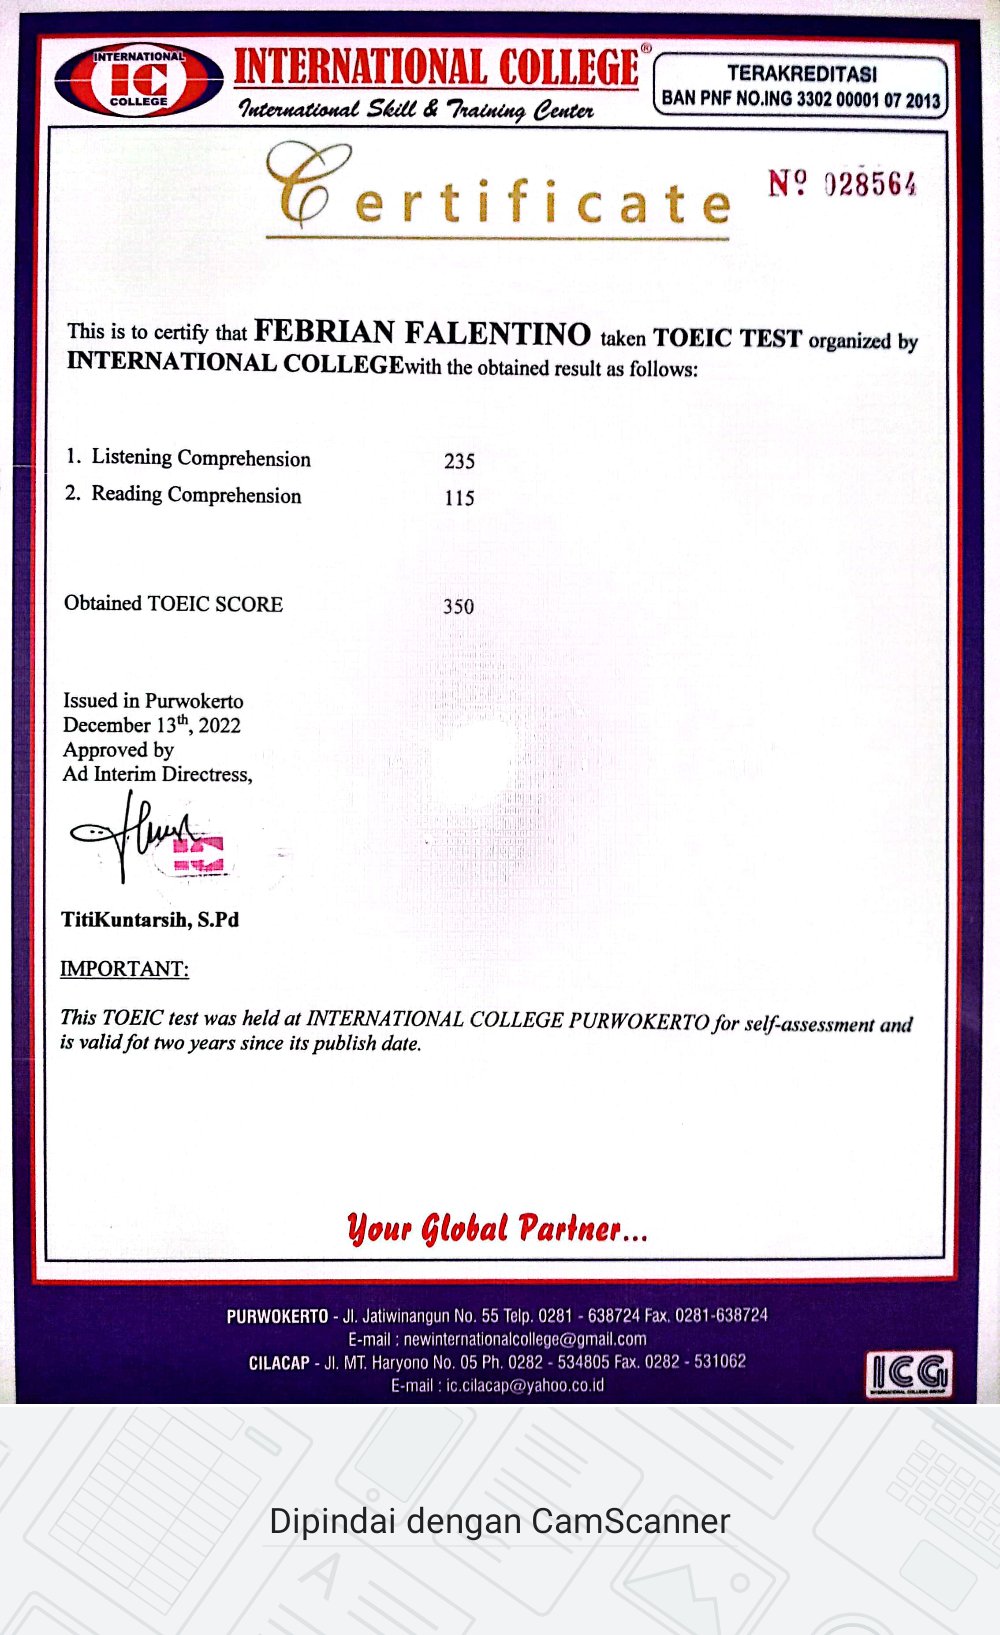 INTERNATIONAL
IC
COLLEGE
INTERNATIONAL COLLEGE®
International Skill & Training Center
TERAKREDITASI
BAN PNF NO.ING 3302 00001 07 2013
Certificate
Nº 028564
This is to certify that FEBRIAN FALENTINO taken TOEIC TEST organized by
INTERNATIONAL COLLEGEwith the obtained result as follows:
1. Listening Comprehension 235
2. Reading Comprehension 115
Obtained TOEIC SCORE 350
Issued in Purwokerto
December 13th, 2022
Approved by
Ad Interim Directress,
TitiKuntarsih, S.Pd
IMPORTANT:
This TOEIC test was held at INTERNATIONAL COLLEGE PURWOKERTO for self-assessment and
is valid fot two years since its publish date.
Your Global Partner...
PURWOKERTO - Jl. Jatiwinangun No. 55 Telp. 0281 - 638724 Fax. 0281-638724
E-mail : newinternationalcollege@gmail.com
CILACAP - Jl. MT. Haryono No. 05 Ph. 0282 - 534805 Fax. 0282 - 531062
E-mail : ic.cilacap@yahoo.co.id
ICG
INTERNATIONAL COLLEGE GROUP
Dipindai dengan CamScanner